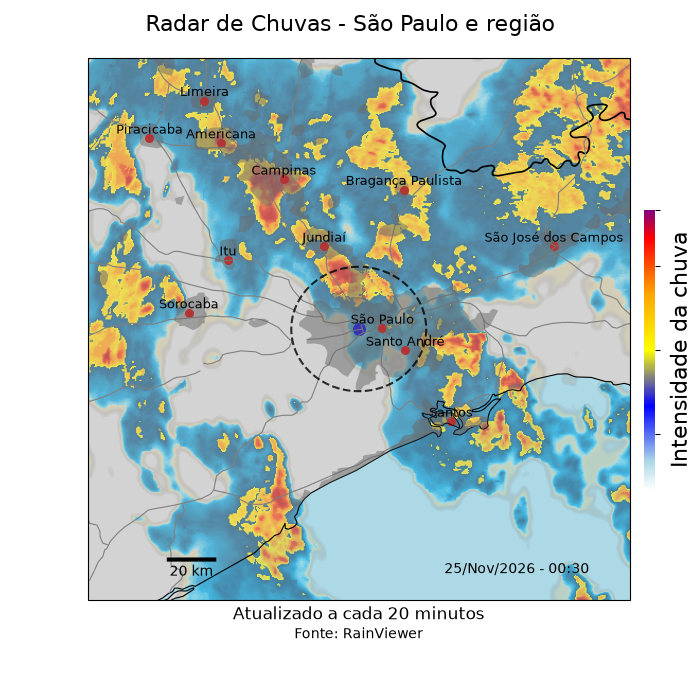 Radar de Chuvas - São Paulo e região
Limeira
Piracicaba
Americana
Campinas
Bragança Paulista
Jundiaí
São José dos Campos
Itu
Sorocaba
São Paulo
Santo André
Santos
25/Nov/2026 - 00:30
20 km
Intensidade da chuva
Atualizado a cada 20 minutos
Fonte: RainViewer